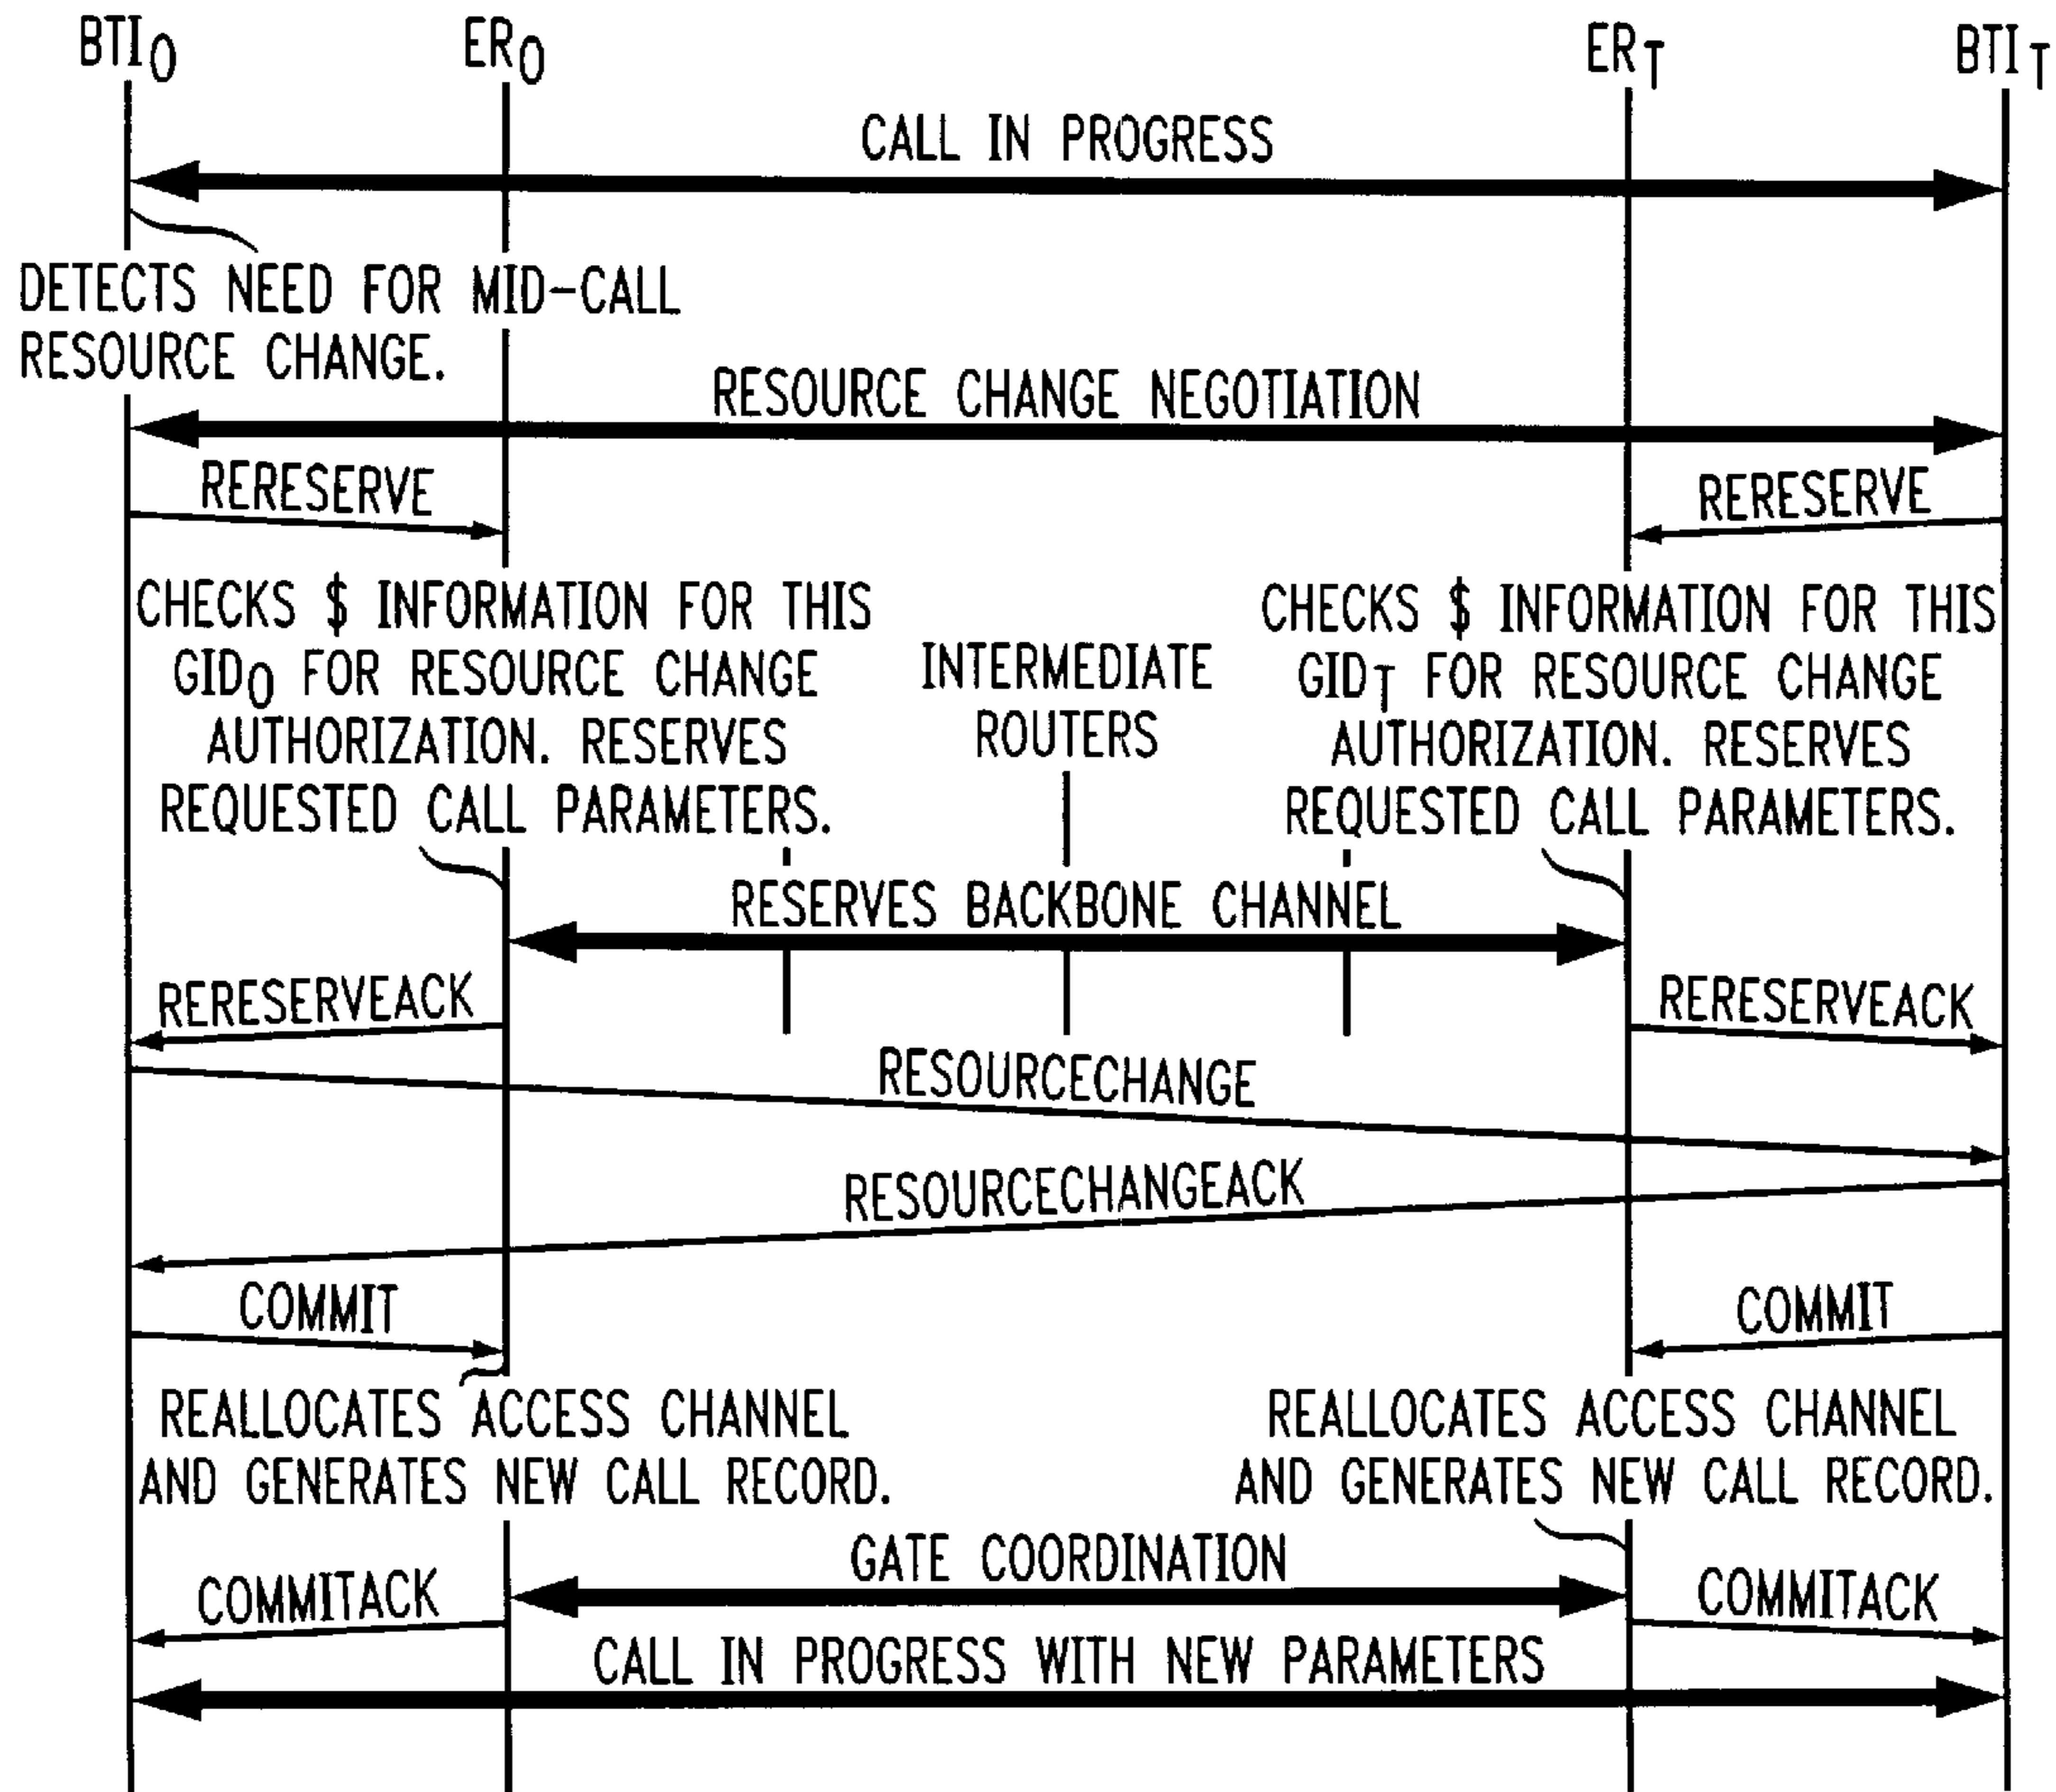 BTIO ERO ERT BTIT
CALL IN PROGRESS
DETECTS NEED FOR MID-CALL
RESOURCE CHANGE.
RESOURCE CHANGE NEGOTIATION
RERESERVE
RERESERVE
CHECKS $ INFORMATION FOR THIS
GIDO FOR RESOURCE CHANGE
AUTHORIZATION. RESERVES
REQUESTED CALL PARAMETERS.
INTERMEDIATE
ROUTERS
CHECKS $ INFORMATION FOR THIS
GIDT FOR RESOURCE CHANGE
AUTHORIZATION. RESERVES
REQUESTED CALL PARAMETERS.
RESERVES BACKBONE CHANNEL
RERESERVEACK
RERESERVEACK
RESOURCECHANGE
RESOURCECHANGEACK
COMMIT
COMMIT
REALLOCATES ACCESS CHANNEL
AND GENERATES NEW CALL RECORD.
REALLOCATES ACCESS CHANNEL
AND GENERATES NEW CALL RECORD.
GATE COORDINATION
COMMITACK
COMMITACK
CALL IN PROGRESS WITH NEW PARAMETERS